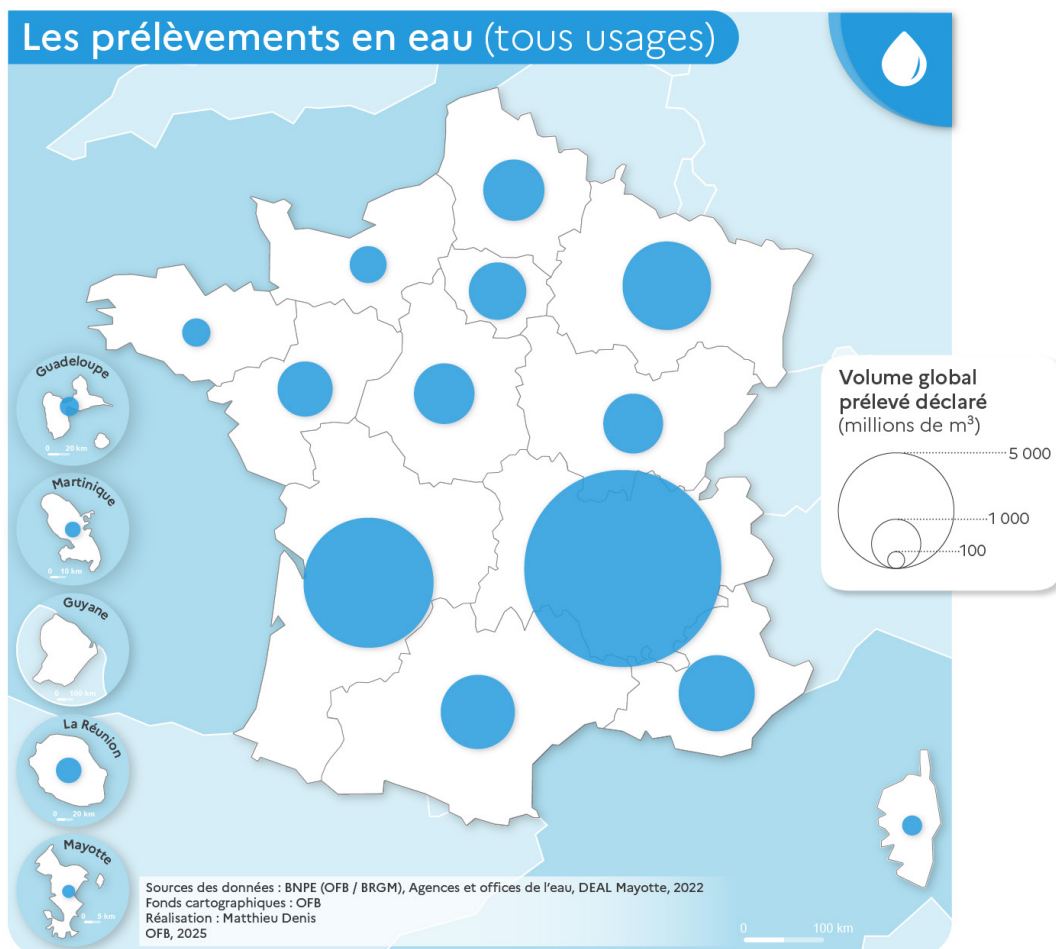 Les prélèvements en eau (tous usages)
Guadeloupe
0 20 km
Martinique
0 10 km
Guyane
0 100 km
La Réunion
0 20 km
Mayotte
0 5 km
Volume global
prélevé déclaré
(millions de m³)
5 000
1 000
100
Sources des données : BNPE (OFB / BRGM), Agences et offices de l'eau, DEAL Mayotte, 2022
Fonds cartographiques : OFB
Réalisation : Matthieu Denis
OFB, 2025
0 100 km